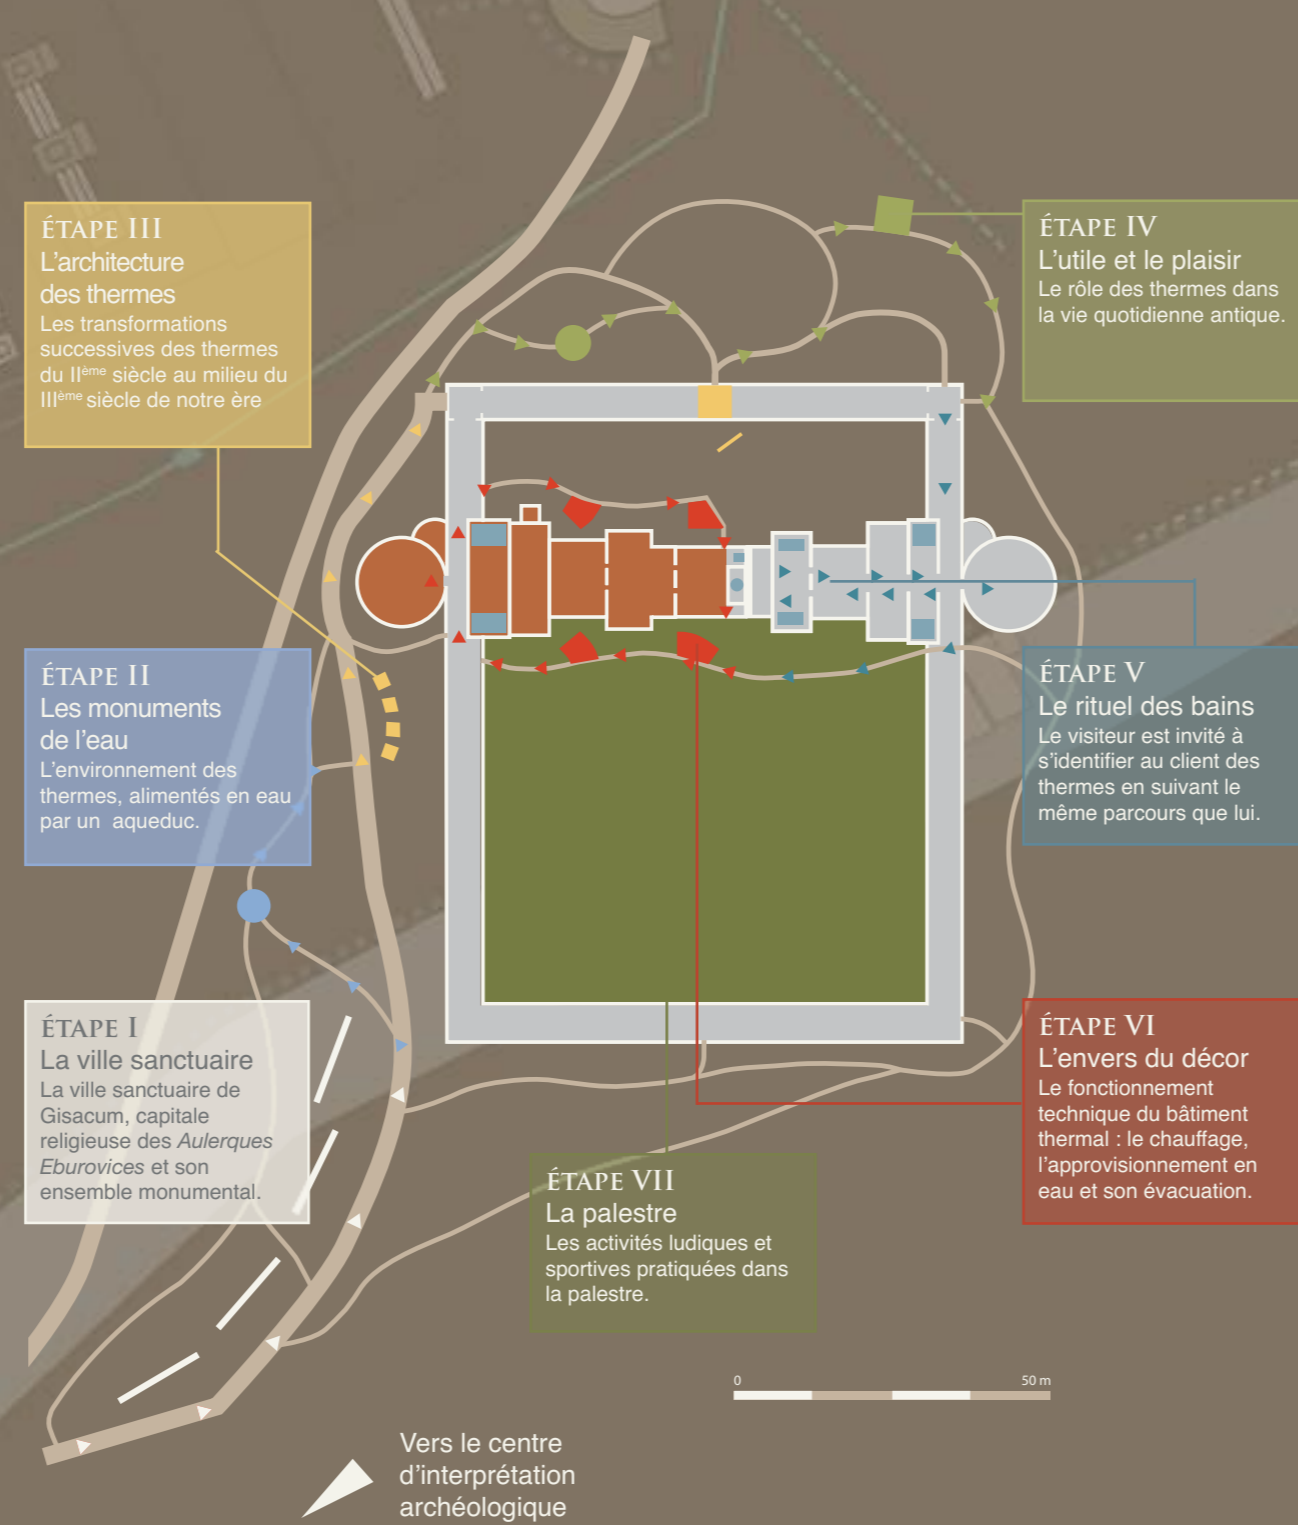 ÉTAPE III
L'architecture
des thermes
Les transformations
successives des thermes
du IIème siècle au milieu du
IIIème siècle de notre ère
ÉTAPE IV
L'utile et le plaisir
Le rôle des thermes dans
la vie quotidienne antique.
ÉTAPE II
Les monuments
de l'eau
L'environnement des
thermes, alimentés en eau
par un aqueduc.
ÉTAPE V
Le rituel des bains
Le visiteur est invité à
s'identifier au client des
thermes en suivant le
même parcours que lui.
ÉTAPE I
La ville sanctuaire
La ville sanctuaire de
Gisacum, capitale
religieuse des Aulerques
Eburovices et son
ensemble monumental.
ÉTAPE VI
L'envers du décor
Le fonctionnement
technique du bâtiment
thermal : le chauffage,
l'approvisionnement en
eau et son évacuation.
ÉTAPE VII
La palestre
Les activités ludiques et
sportives pratiquées dans
la palestre.
0 50 m
Vers le centre
d'interprétation
archéologique